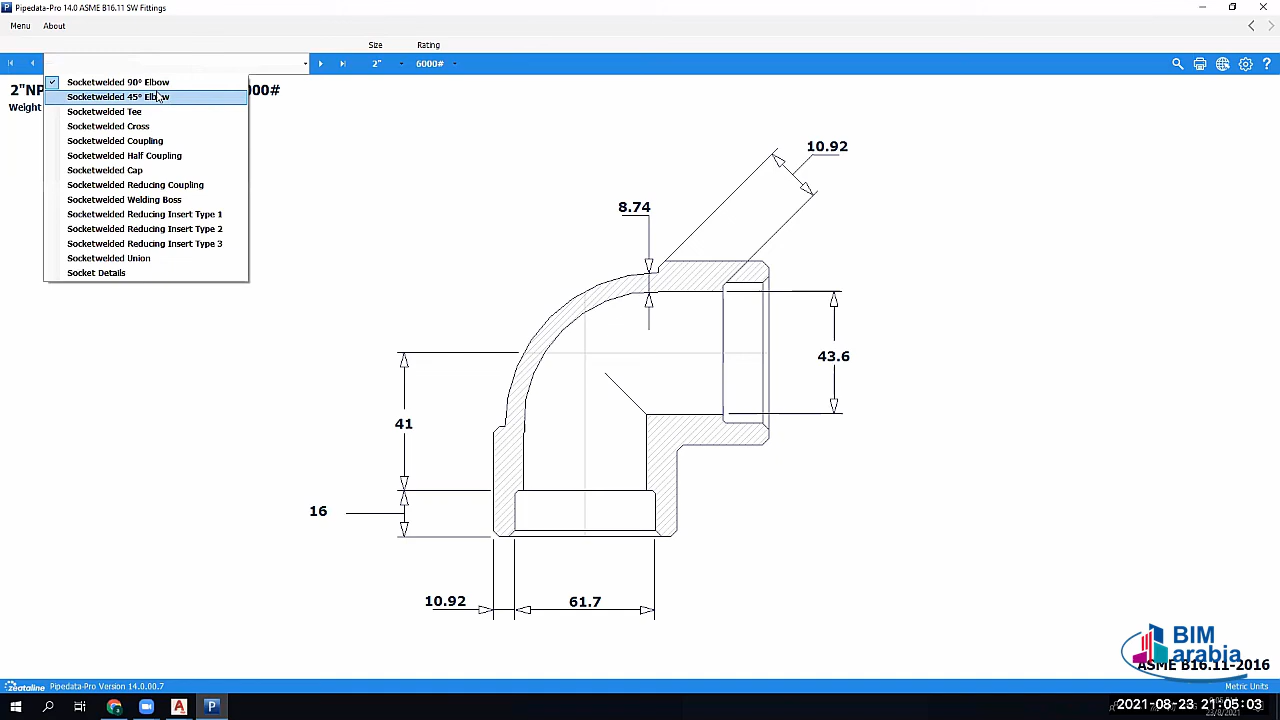 Pipedata-Pro 14.0 ASME B16.11 SW Fittings
Menu About
Size Rating
2" 6000#
Socketwelded 90° Elbow
Socketwelded 45° Elbow
Socketwelded Tee
Socketwelded Cross
Socketwelded Coupling
Socketwelded Half Coupling
Socketwelded Cap
Socketwelded Reducing Coupling
Socketwelded Welding Boss
Socketwelded Reducing Insert Type 1
Socketwelded Reducing Insert Type 2
Socketwelded Reducing Insert Type 3
Socketwelded Union
Socket Details
2"NP
000#
Weight
10.92
8.74
43.6
41
16
10.92
61.7
BIM
arabia
ASME B16.11-2016
Zeataline Pipedata-Pro Version 14.0.00.7
Metric Units
2021-08-23 21:05:03